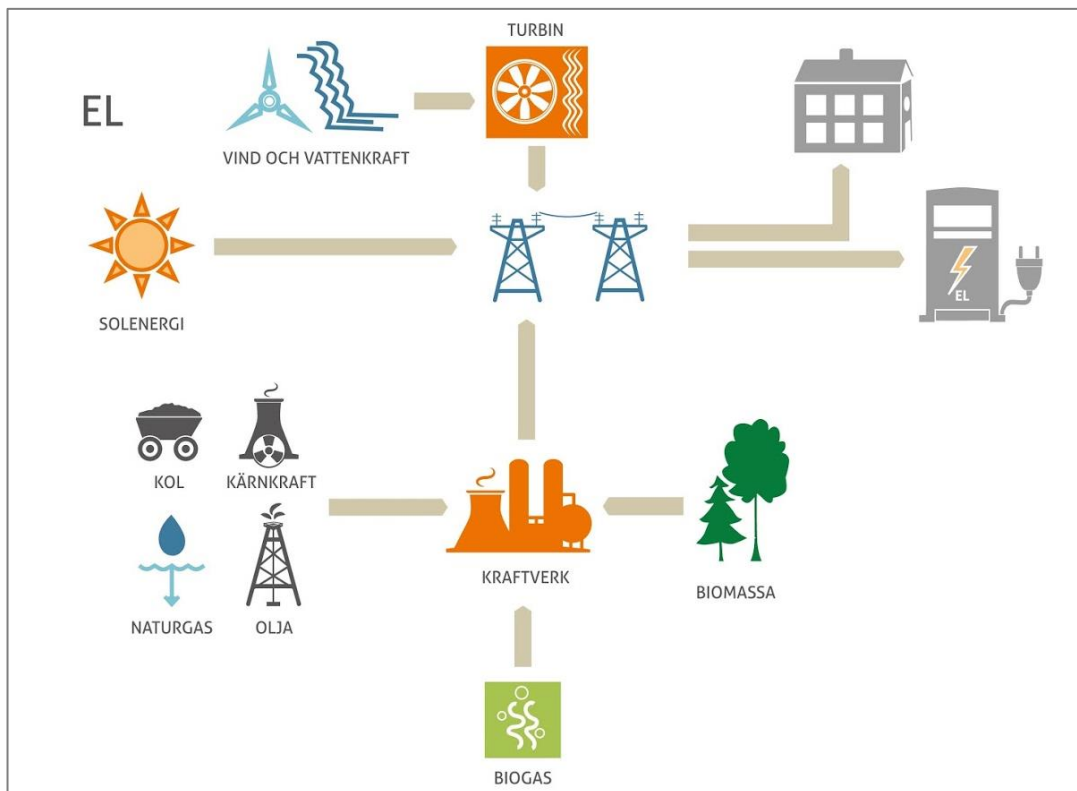 TURBIN
EL
VIND OCH VATTENKRAFT
SOLENERGI
EL
KOL
KÄRNKRAFT
NATURGAS
OLJA
KRAFTVERK
BIOMASSA
BIOGAS